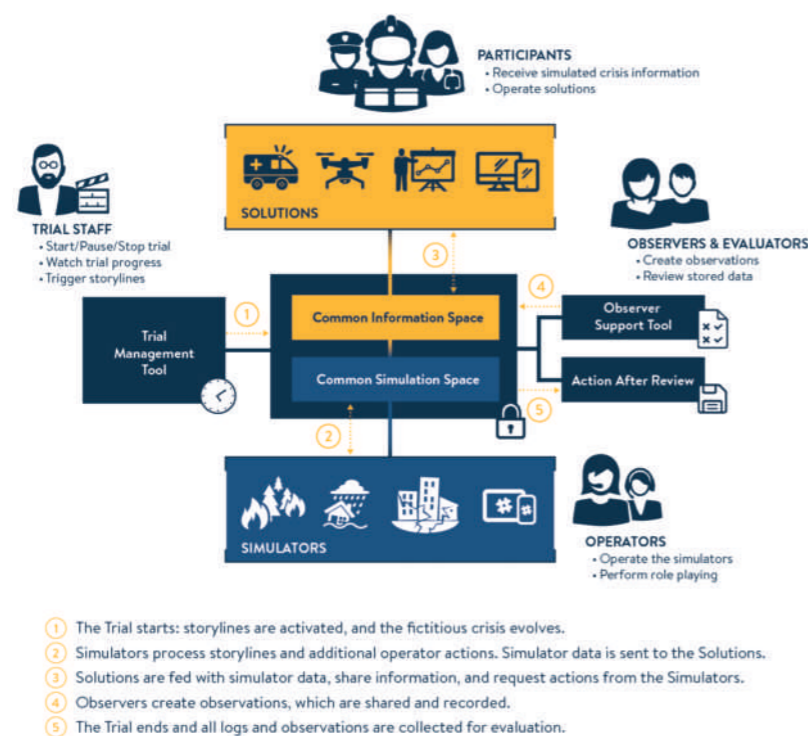 PARTICIPANTS
• Receive simulated crisis information
• Operate solutions
SOLUTIONS
TRIAL STAFF
• Start/Pause/Stop trial
• Watch trial progress
• Trigger storylines
OBSERVERS & EVALUATORS
• Create observations
• Review stored data
3
1
4
Trial
Management
Tool
Common Information Space
Common Simulation Space
Observer
Support Tool
Action After Review
5
2
SIMULATORS
OPERATORS
• Operate the simulators
• Perform role playing
1 The Trial starts: storylines are activated, and the fictitious crisis evolves.
2 Simulators process storylines and additional operator actions. Simulator data is sent to the Solutions.
3 Solutions are fed with simulator data, share information, and request actions from the Simulators.
4 Observers create observations, which are shared and recorded.
5 The Trial ends and all logs and observations are collected for evaluation.